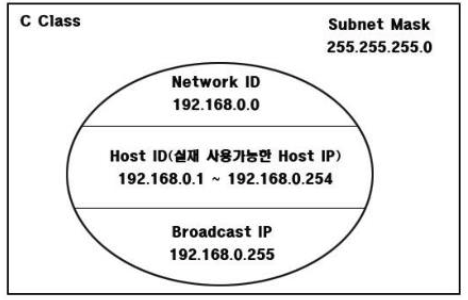 C Class
Subnet Mask
255.255.255.0
Network ID
192.168.0.0
Host ID(실재 사용가능한 Host IP)
192.168.0.1 ~ 192.168.0.254
Broadcast IP
192.168.0.255